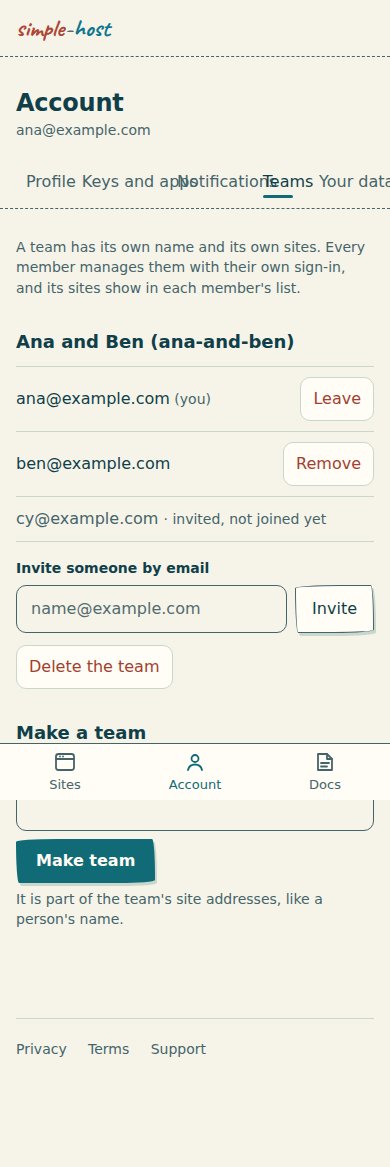 simple-host
Account
ana@example.com
Profile Keys and apps Notifications Teams Your data
A team has its own name and its own sites. Every
member manages them with their own sign-in,
and its sites show in each member's list.
Ana and Ben (ana-and-ben)
ana@example.com (you) Leave
ben@example.com Remove
cy@example.com · invited, not joined yet
Invite someone by email
name@example.com Invite
Delete the team
Make a team
Sites Account Docs
Make team
It is part of the team's site addresses, like a
person's name.
Privacy Terms Support